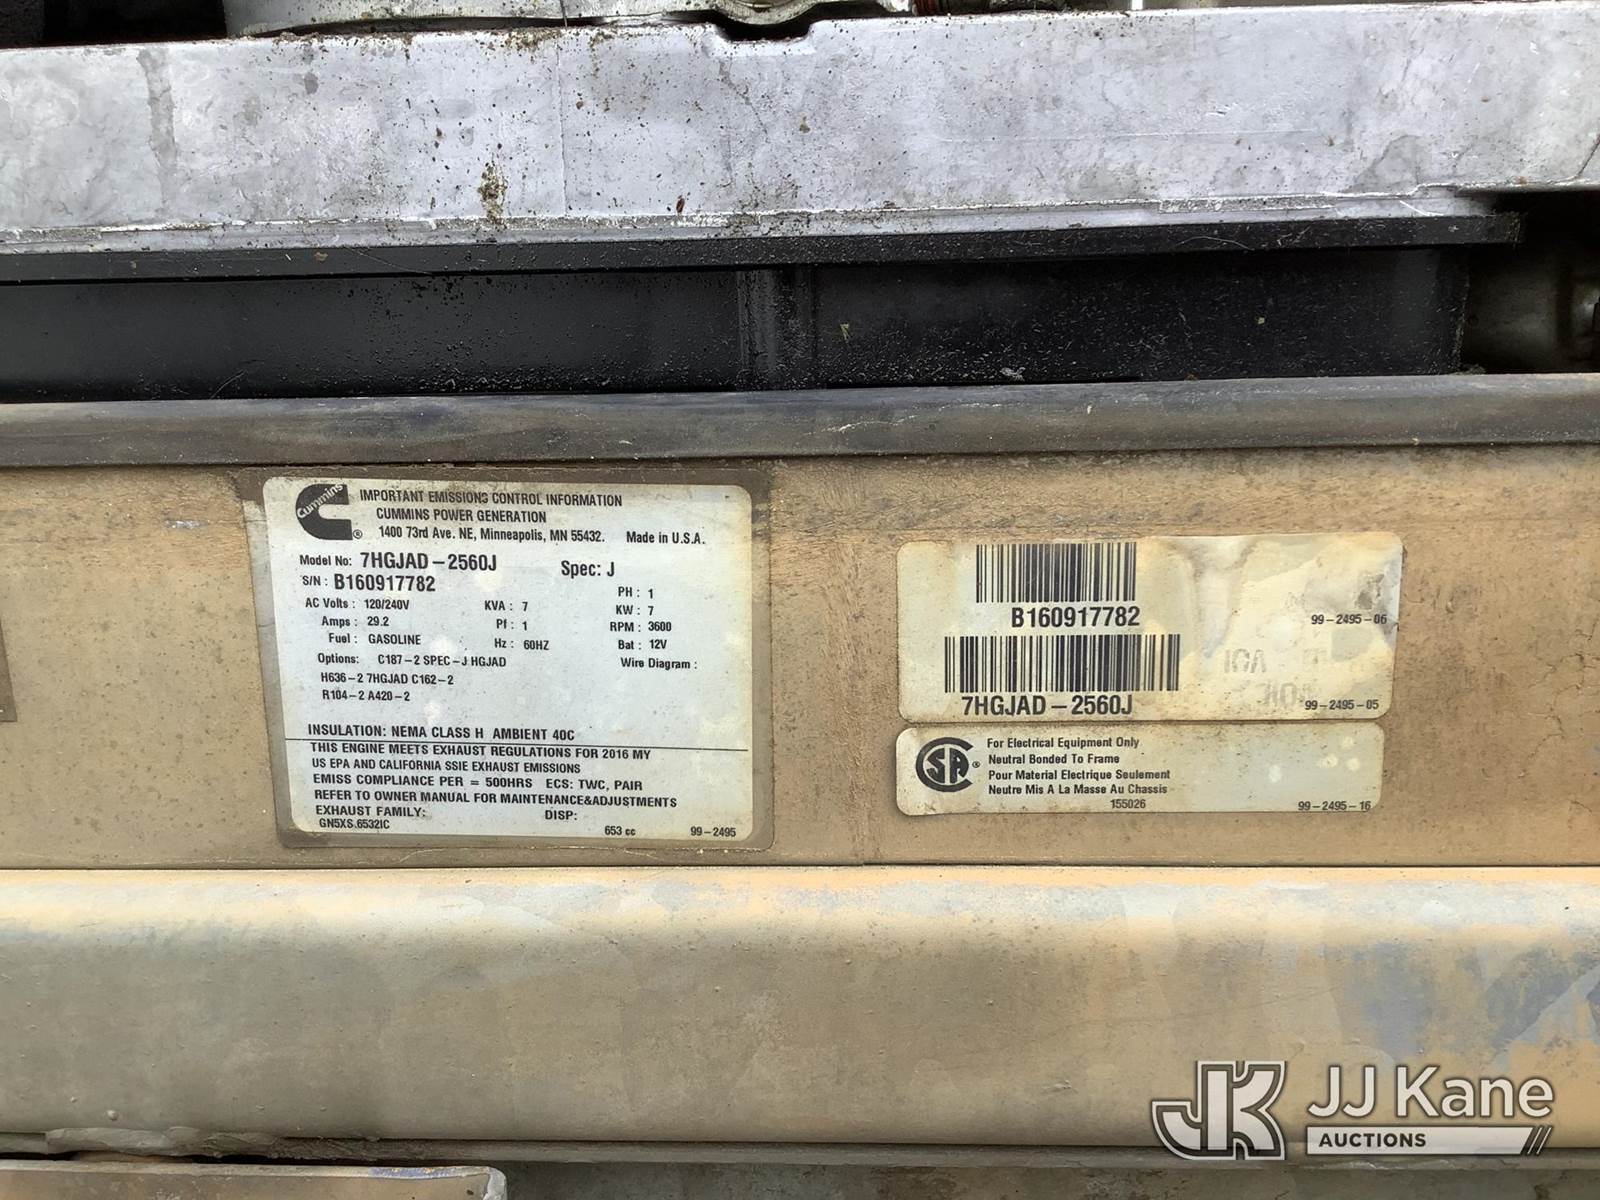 Cummins
®
IMPORTANT EMISSIONS CONTROL INFORMATION
CUMMINS POWER GENERATION
1400 73rd Ave. NE, Minneapolis, MN 55432. Made in U.S.A.
Model No: 7HGJAD-2560J Spec: J
S/N : B160917782
AC Volts : 120/240V KVA : 7 PH : 1
Amps : 29.2 Pf : 1 KW : 7
Fuel : GASOLINE Hz : 60HZ RPM : 3600
Bat : 12V
Options: C187-2 SPEC-J HGJAD Wire Diagram :
H636-2 7HGJAD C162-2
R104-2 A420-2
INSULATION: NEMA CLASS H AMBIENT 40C
THIS ENGINE MEETS EXHAUST REGULATIONS FOR 2016 MY
US EPA AND CALIFORNIA SSIE EXHAUST EMISSIONS
EMISS COMPLIANCE PER = 500HRS ECS: TWC, PAIR
REFER TO OWNER MANUAL FOR MAINTENANCE&ADJUSTMENTS
EXHAUST FAMILY: DISP:
GN5XS.6532IC 653 cc 99-2495
B160917782 99-2495-06
7HGJAD-2560J 99-2495-05
CSA ®
For Electrical Equipment Only
Neutral Bonded To Frame
Pour Material Electrique Seulement
Neutre Mis A La Masse Au Chassis
155026 99-2495-16
JK JJ Kane
AUCTIONS